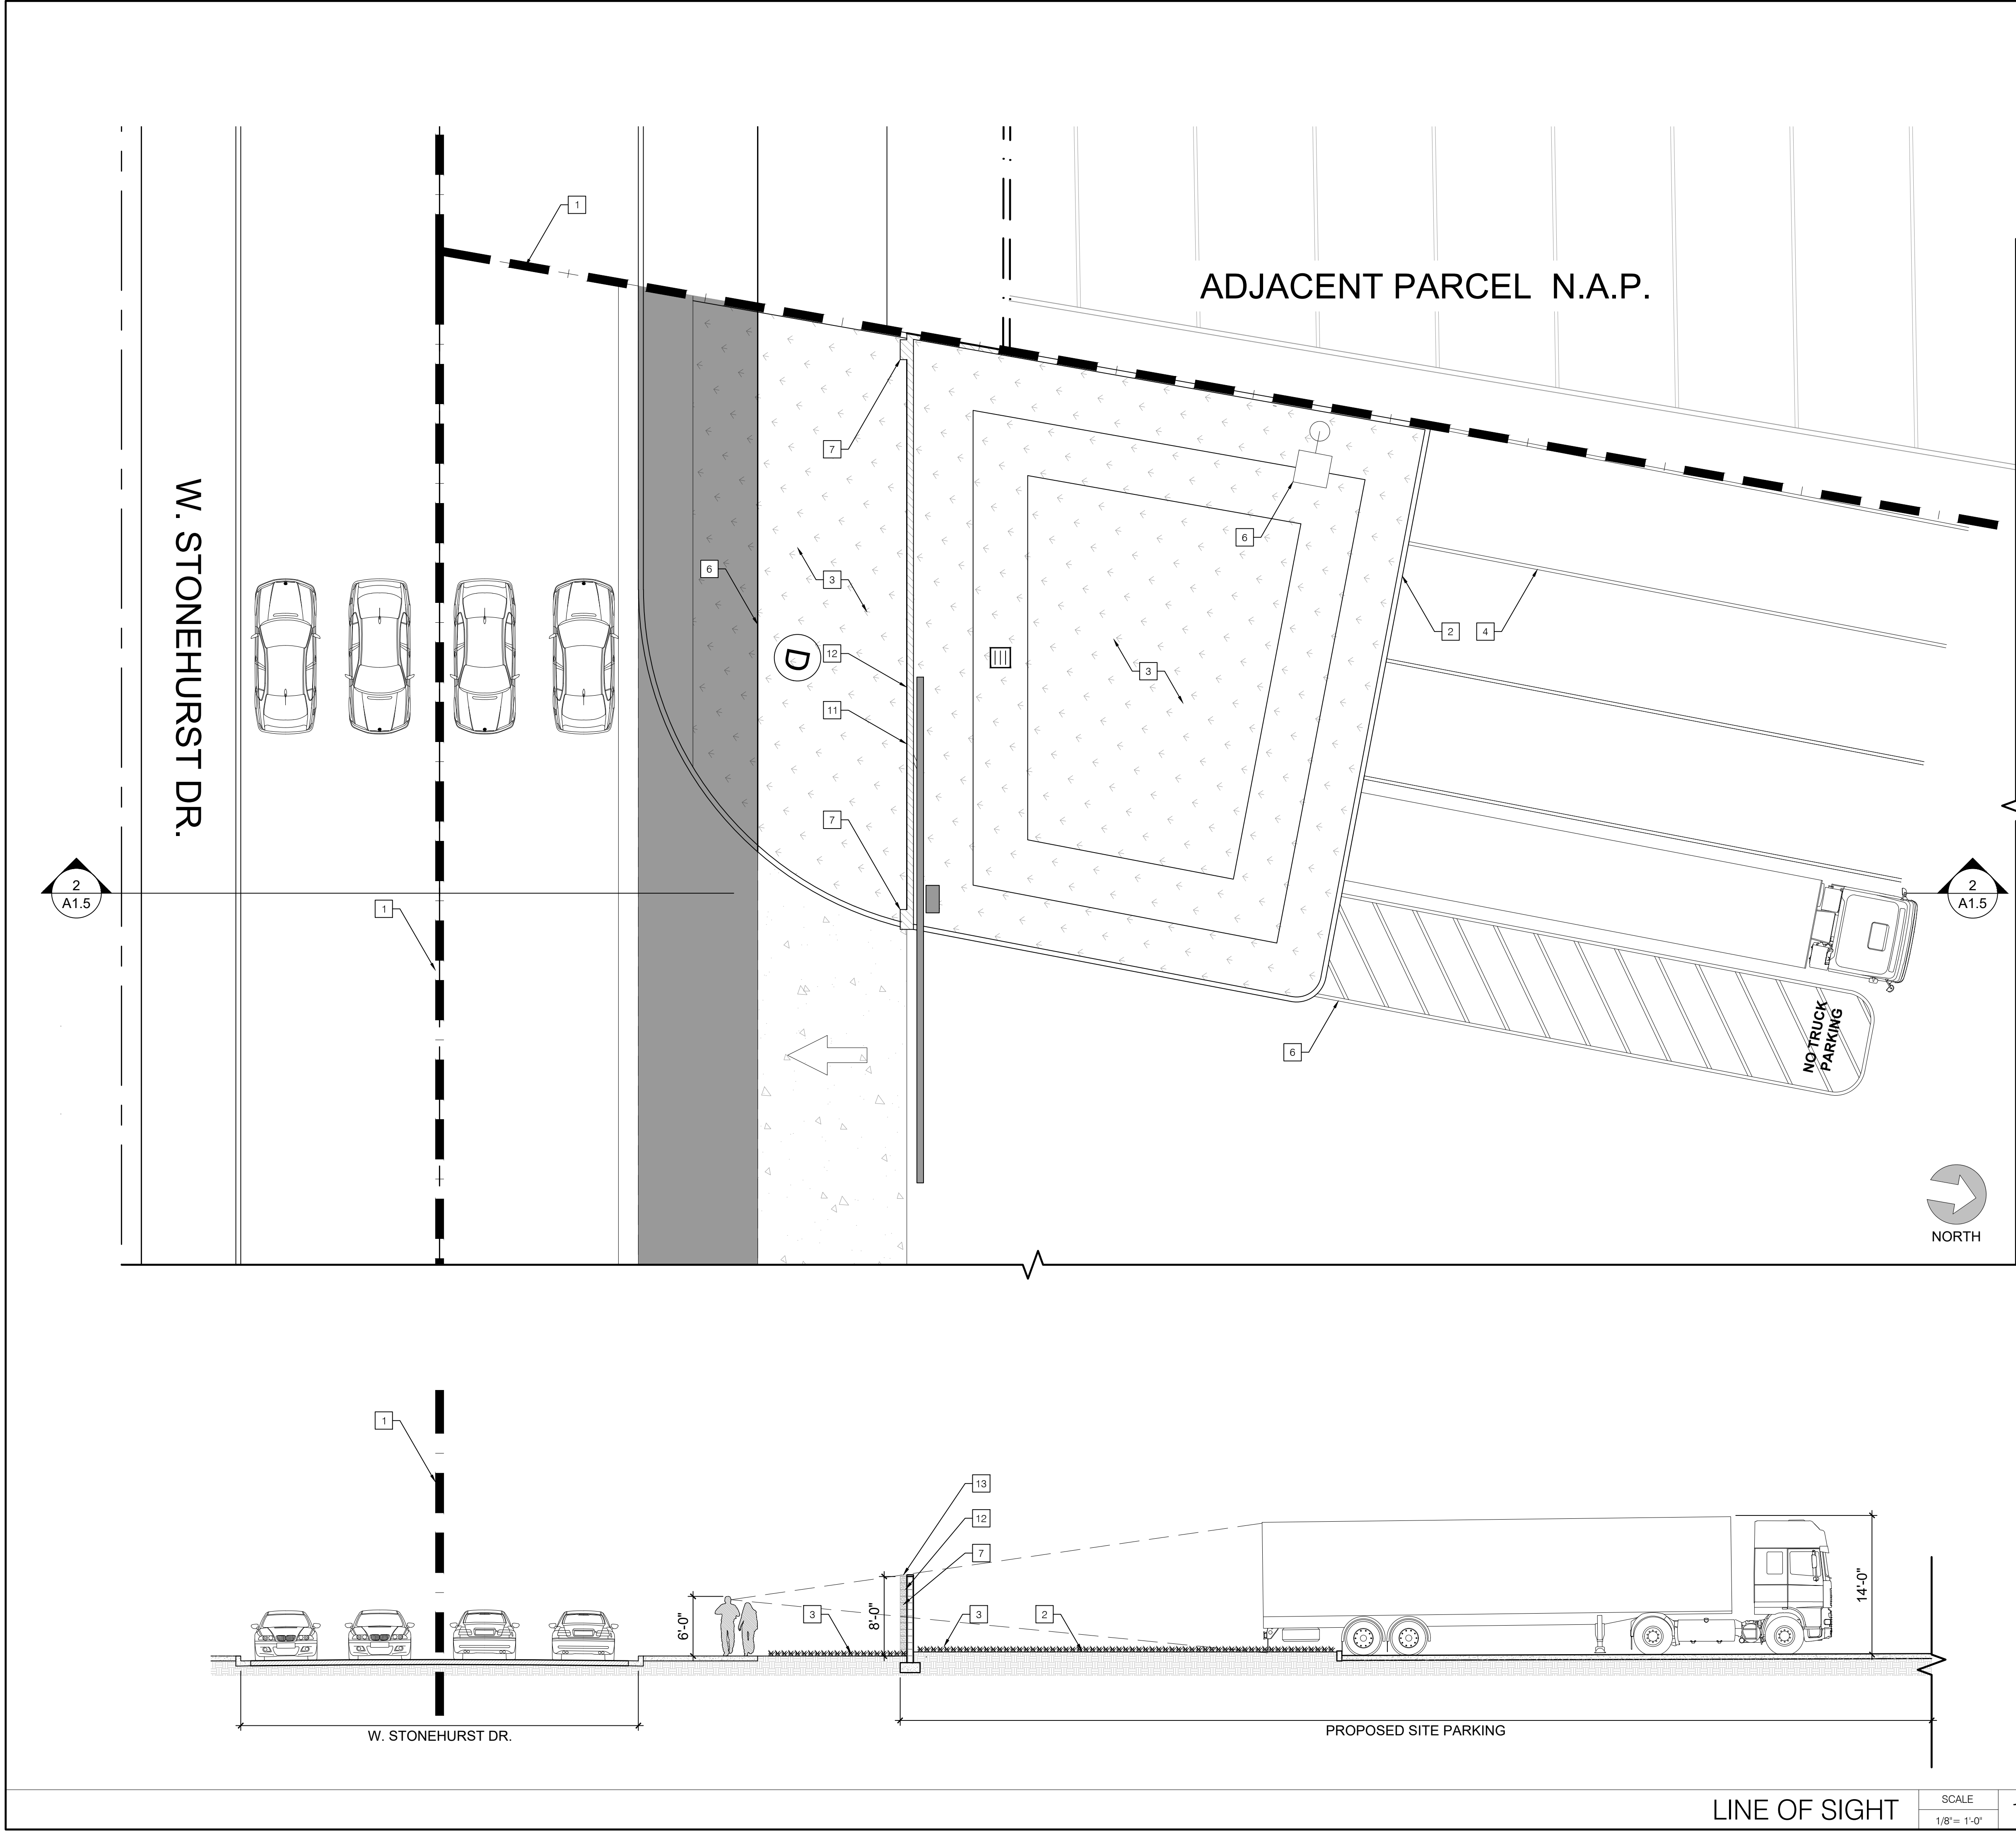 1
ADJACENT PARCEL N.A.P.
7
6
6
3
2
4
W. STONEHURST DR.
D
12
3
11
7
2
A1.5
2
A1.5
1
NO TRUCK
PARKING
6
NORTH
1
13
12
7
6'-0"
3
8'-0"
3
2
14'-0"
W. STONEHURST DR.
PROPOSED SITE PARKING
LINE OF SIGHT
SCALE
1/8"= 1'-0"